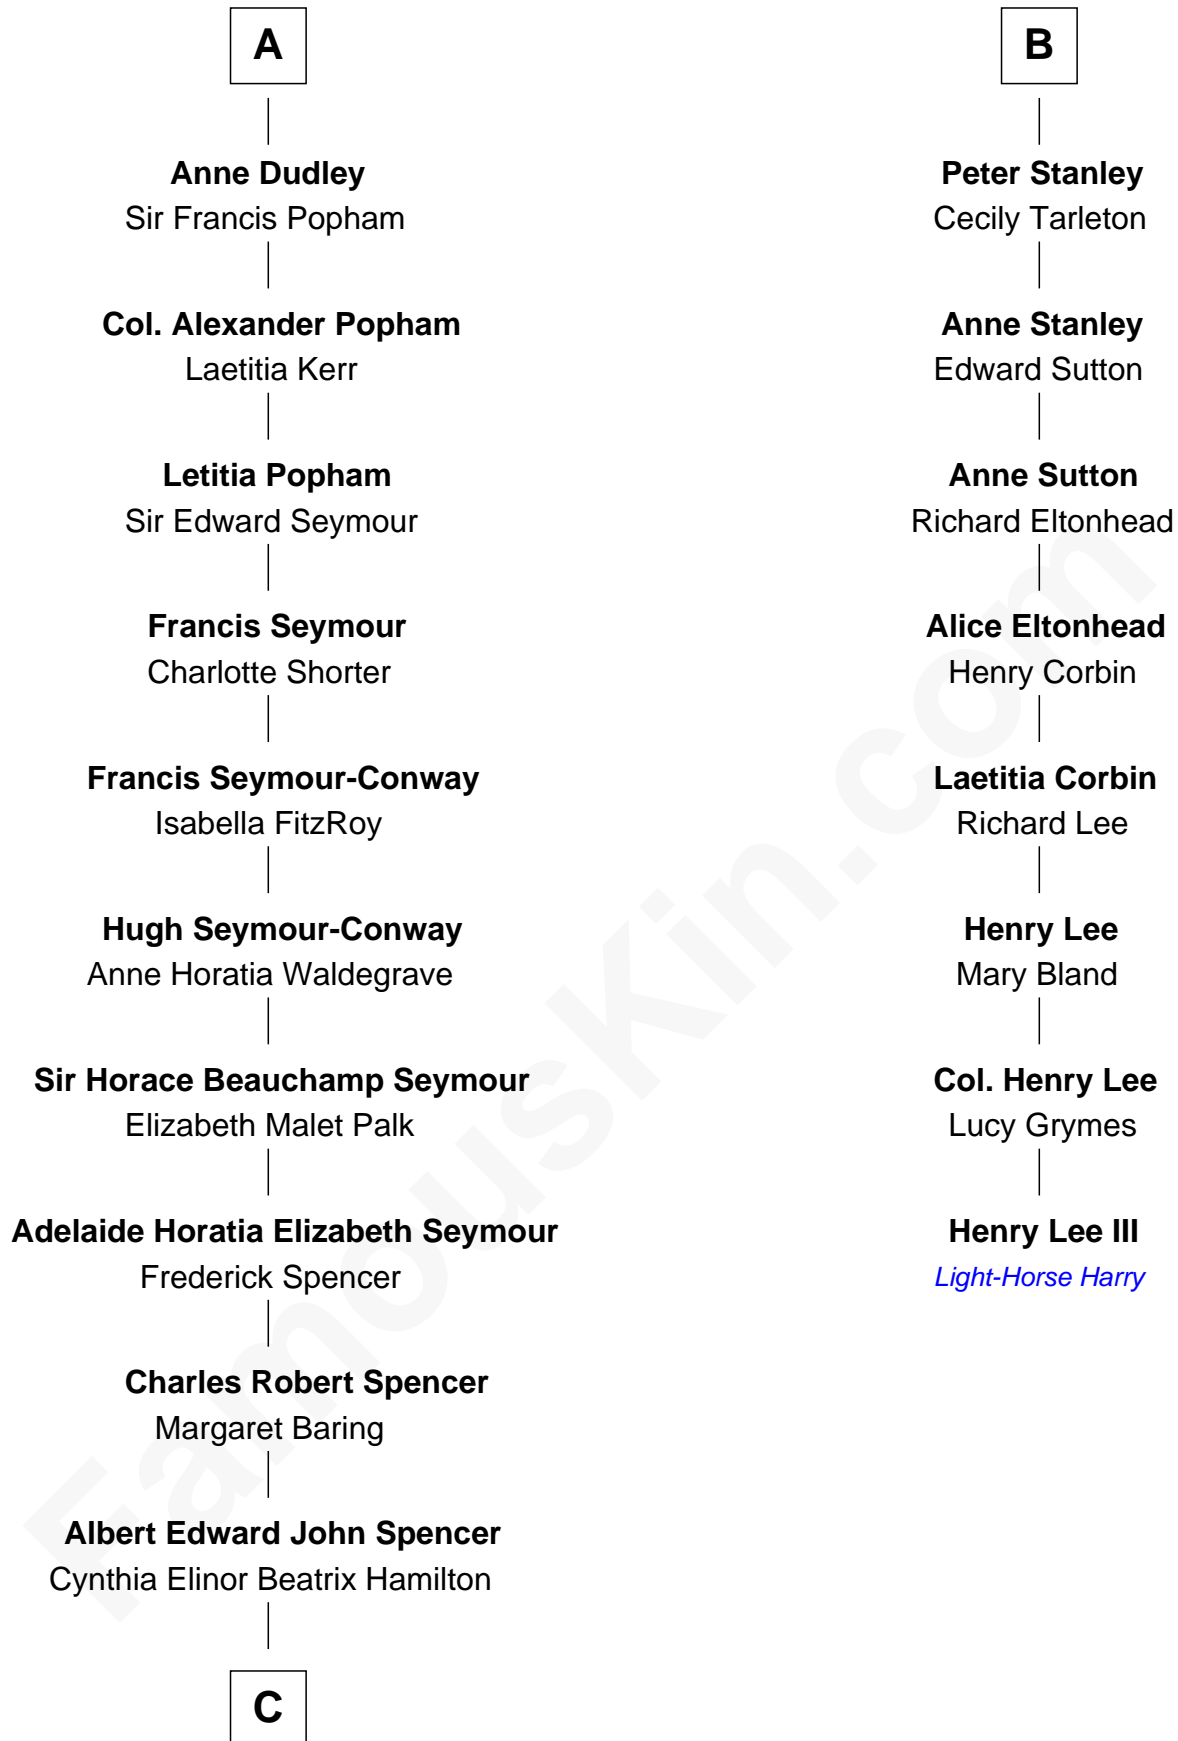 A
Anne Dudley
Sir Francis Popham
Col. Alexander Popham
Laetitia Kerr
Letitia Popham
Sir Edward Seymour
Francis Seymour
Charlotte Shorter
Francis Seymour-Conway
Isabella FitzRoy
Hugh Seymour-Conway
Anne Horatia Waldegrave
Sir Horace Beauchamp Seymour
Elizabeth Malet Palk
Adelaide Horatia Elizabeth Seymour
Frederick Spencer
Charles Robert Spencer
Margaret Baring
Albert Edward John Spencer
Cynthia Elinor Beatrix Hamilton
C
B
Peter Stanley
Cecily Tarleton
Anne Stanley
Edward Sutton
Anne Sutton
Richard Eltonhead
Alice Eltonhead
Henry Corbin
Laetitia Corbin
Richard Lee
Henry Lee
Mary Bland
Col. Henry Lee
Lucy Grymes
Henry Lee III
Light-Horse Harry
FamousKin.com